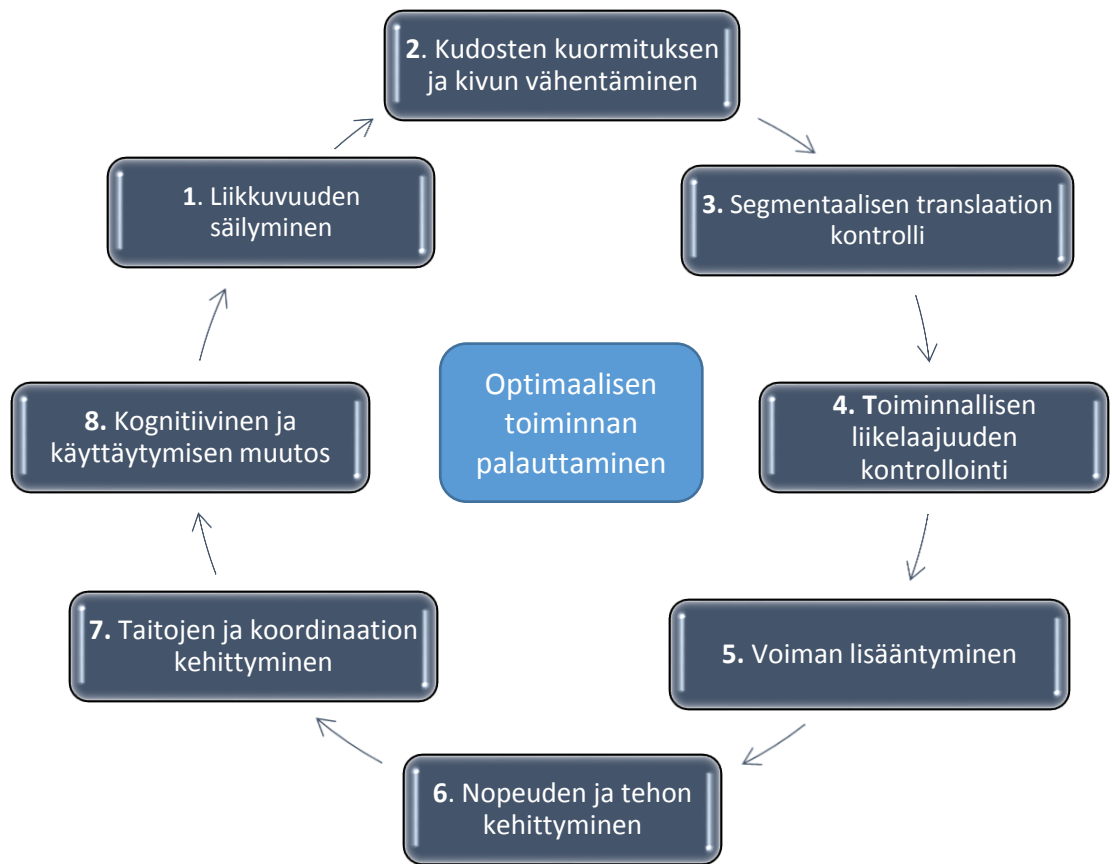 2. Kudosten kuormituksen
ja kivun vähentäminen
1. Liikkuvuuden
säilyminen
3. Segmentaalisen translaation
kontrolli
Optimaalisen
toiminnan
palauttaminen
8. Kognitiivinen ja
käyttäytymisen muutos
4. Toiminnallisen
liikelaajuuden
kontrollointi
7. Taitojen ja koordinaation
kehittyminen
5. Voiman lisääntyminen
6. Nopeuden ja tehon
kehittyminen